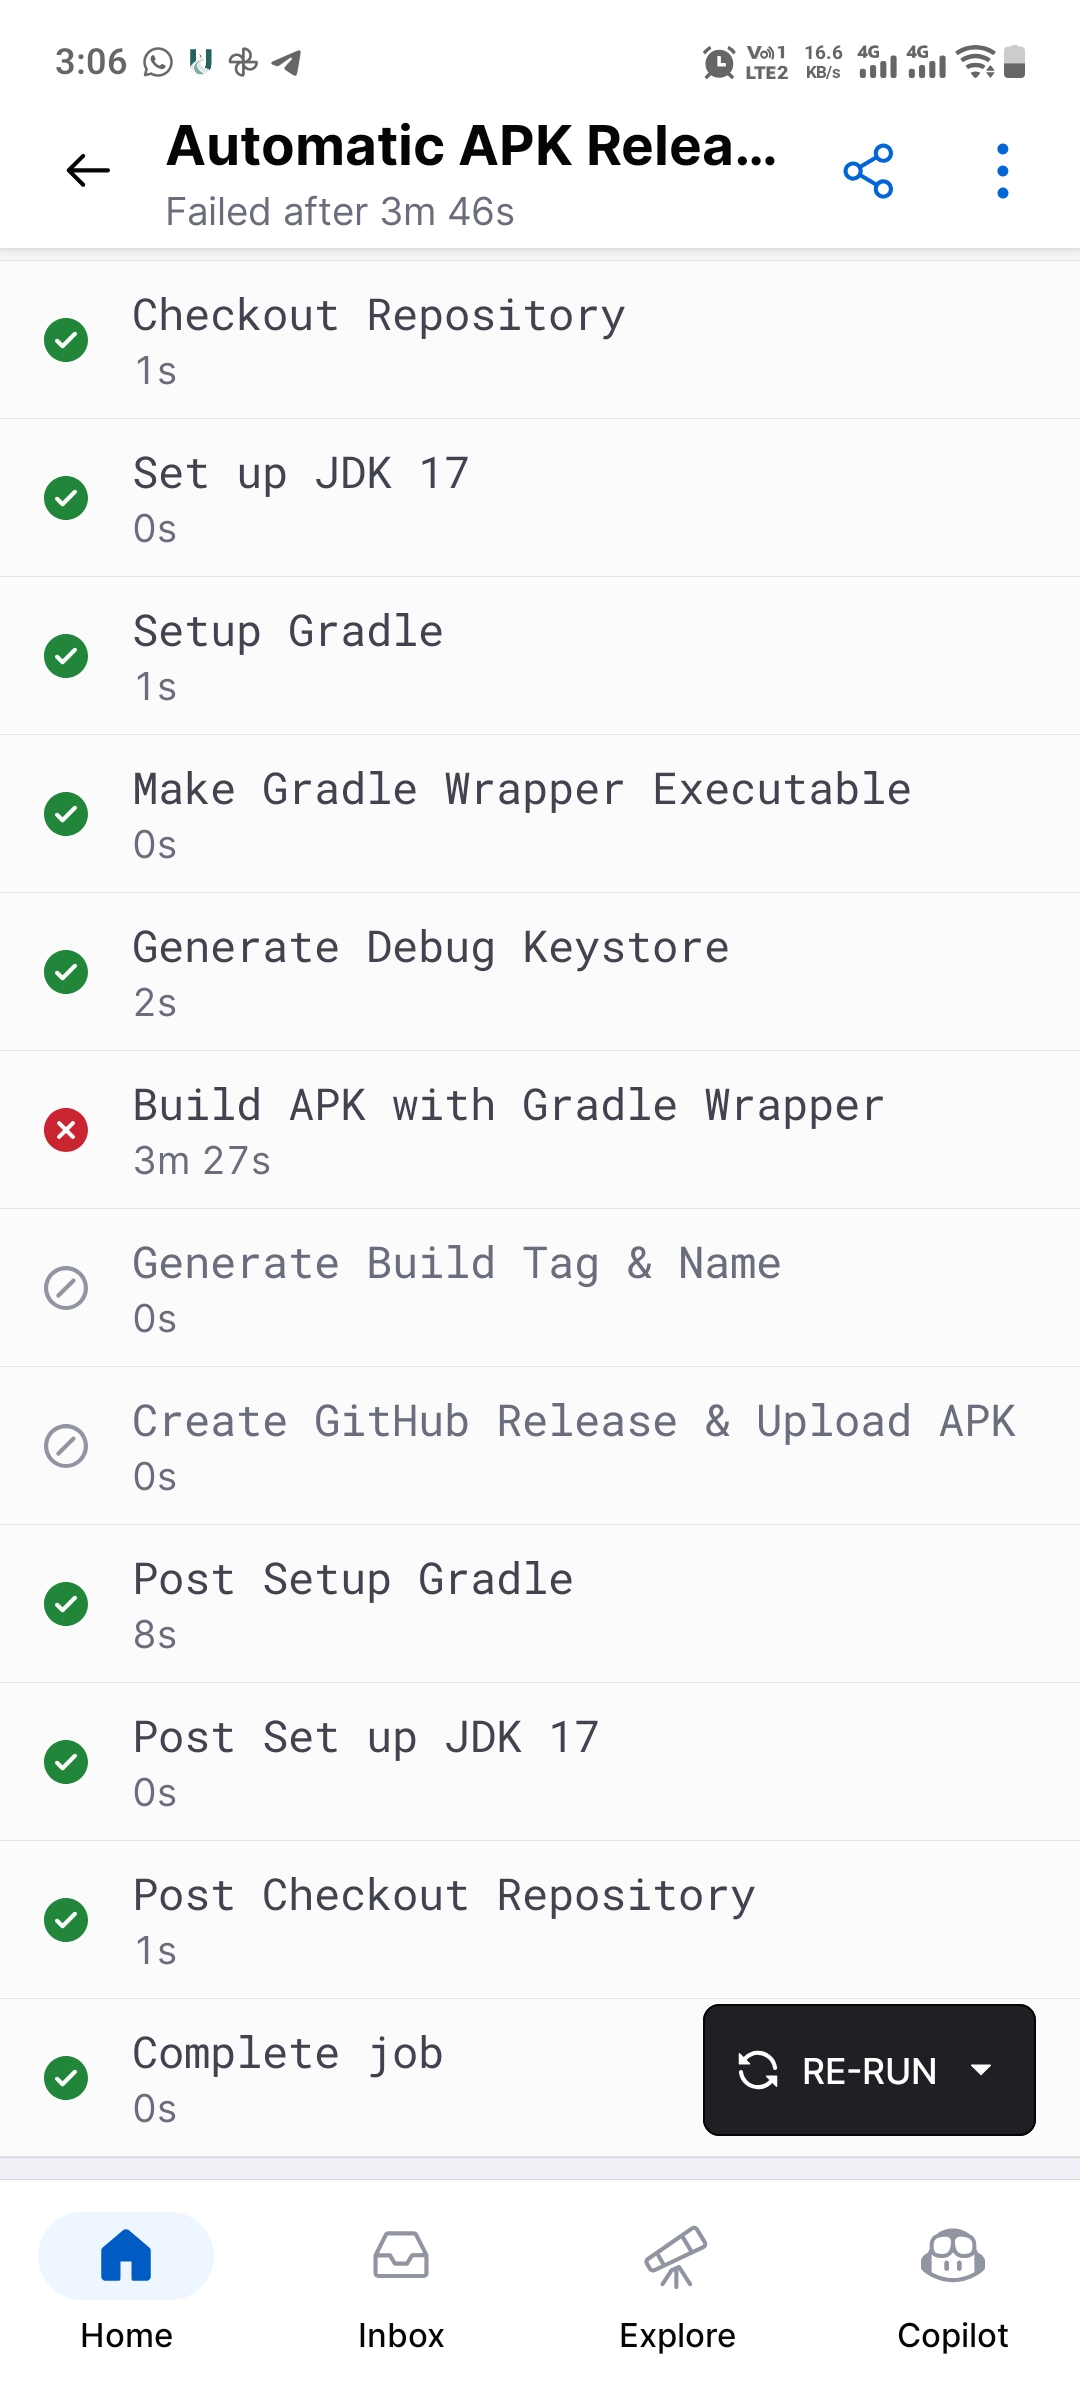 3:06
Vo)) 1
LTE2
16.6
KB/s
4G
4G
Automatic APK Relea...
Failed after 3m 46s
Checkout Repository
1s
Set up JDK 17
0s
Setup Gradle
1s
Make Gradle Wrapper Executable
0s
Generate Debug Keystore
2s
Build APK with Gradle Wrapper
3m 27s
Generate Build Tag & Name
0s
Create GitHub Release & Upload APK
0s
Post Setup Gradle
8s
Post Set up JDK 17
0s
Post Checkout Repository
1s
Complete job
0s
RE-RUN
Home
Inbox
Explore
Copilot